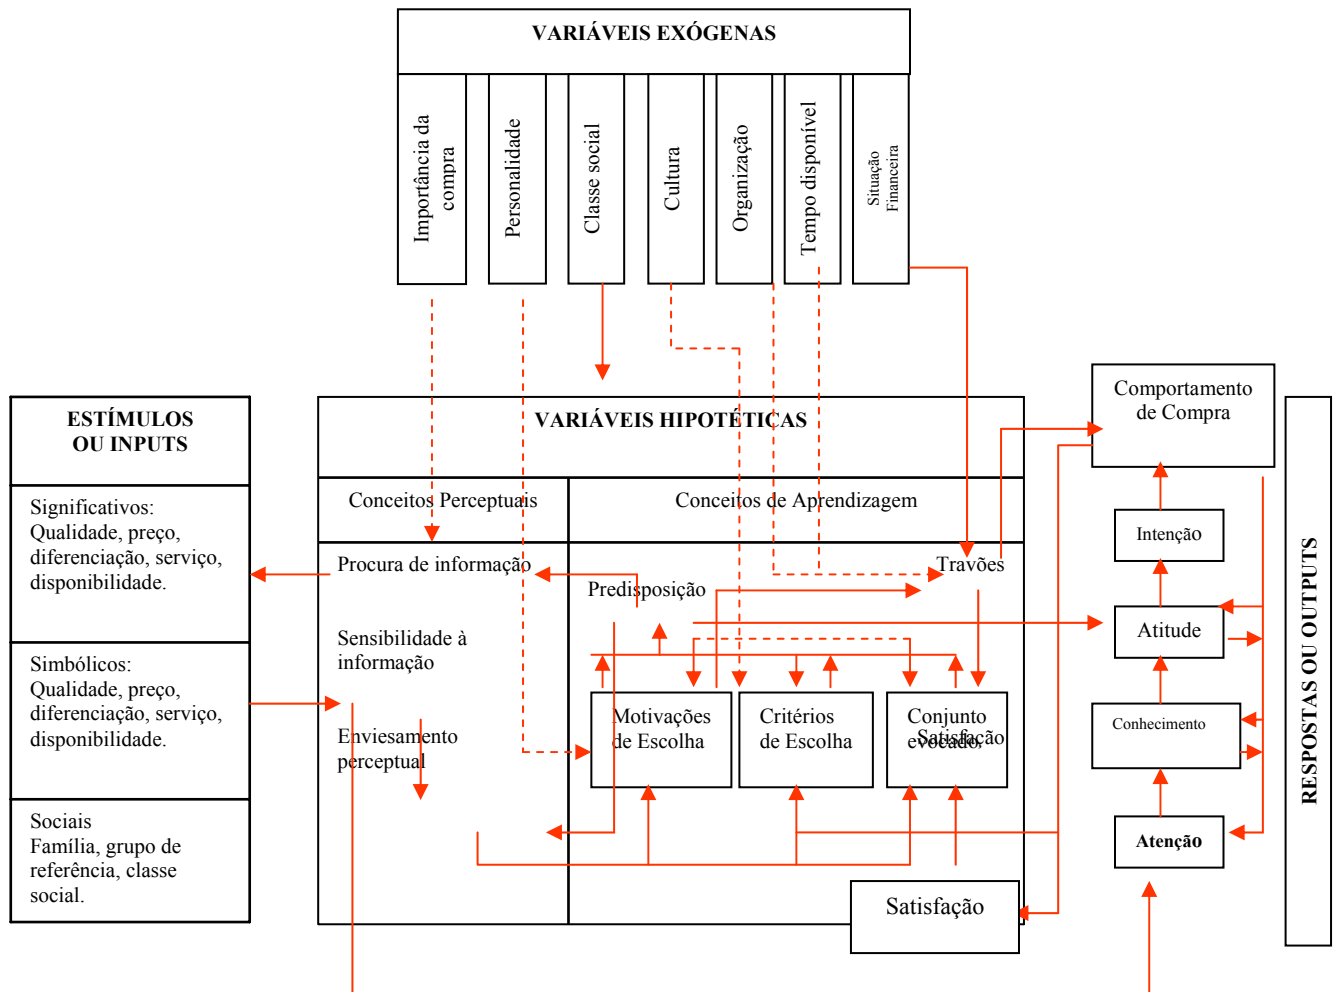 VARIÁVEIS EXÓGENAS
Importância da
compra
Personalidade
Classe social
Cultura
Organização
Tempo disponível
Situação
Financeira
ESTÍMULOS
OU INPUTS
Significativos:
Qualidade, preço,
diferenciação, serviço,
disponibilidade.
Simbólicos:
Qualidade, preço,
diferenciação, serviço,
disponibilidade.
Sociais
Família, grupo de
referência, classe
social.
VARIÁVEIS HIPOTÉTICAS
Conceitos Perceptuais
Conceitos de Aprendizagem
Procura de informação
Sensibilidade à
informação
Enviesamento
perceptual
Predisposição
Travões
Motivações
de Escolha
Critérios
de Escolha
Conjunto
evocado.
Satisfação
Satisfação
Comportamento
de Compra
Intenção
Atitude
Conhecimento
Atenção
RESPOSTAS OU OUTPUTS